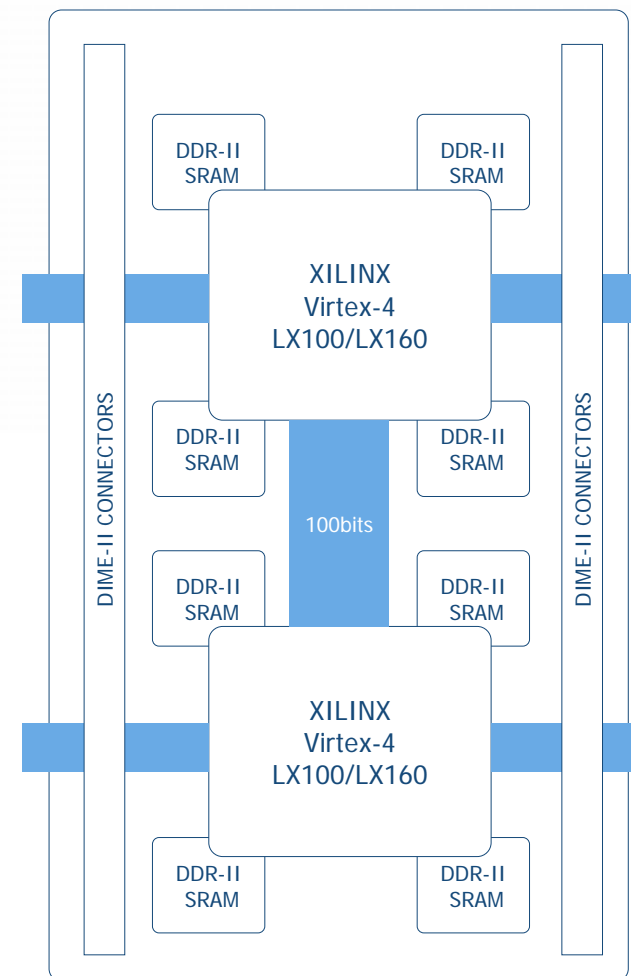 DDR-II
SRAM
DDR-II
SRAM
XILINX
Virtex-4
LX100/LX160
DIME-II CONNECTORS
DIME-II CONNECTORS
DDR-II
SRAM
DDR-II
SRAM
100bits
DDR-II
SRAM
DDR-II
SRAM
XILINX
Virtex-4
LX100/LX160
DDR-II
SRAM
DDR-II
SRAM